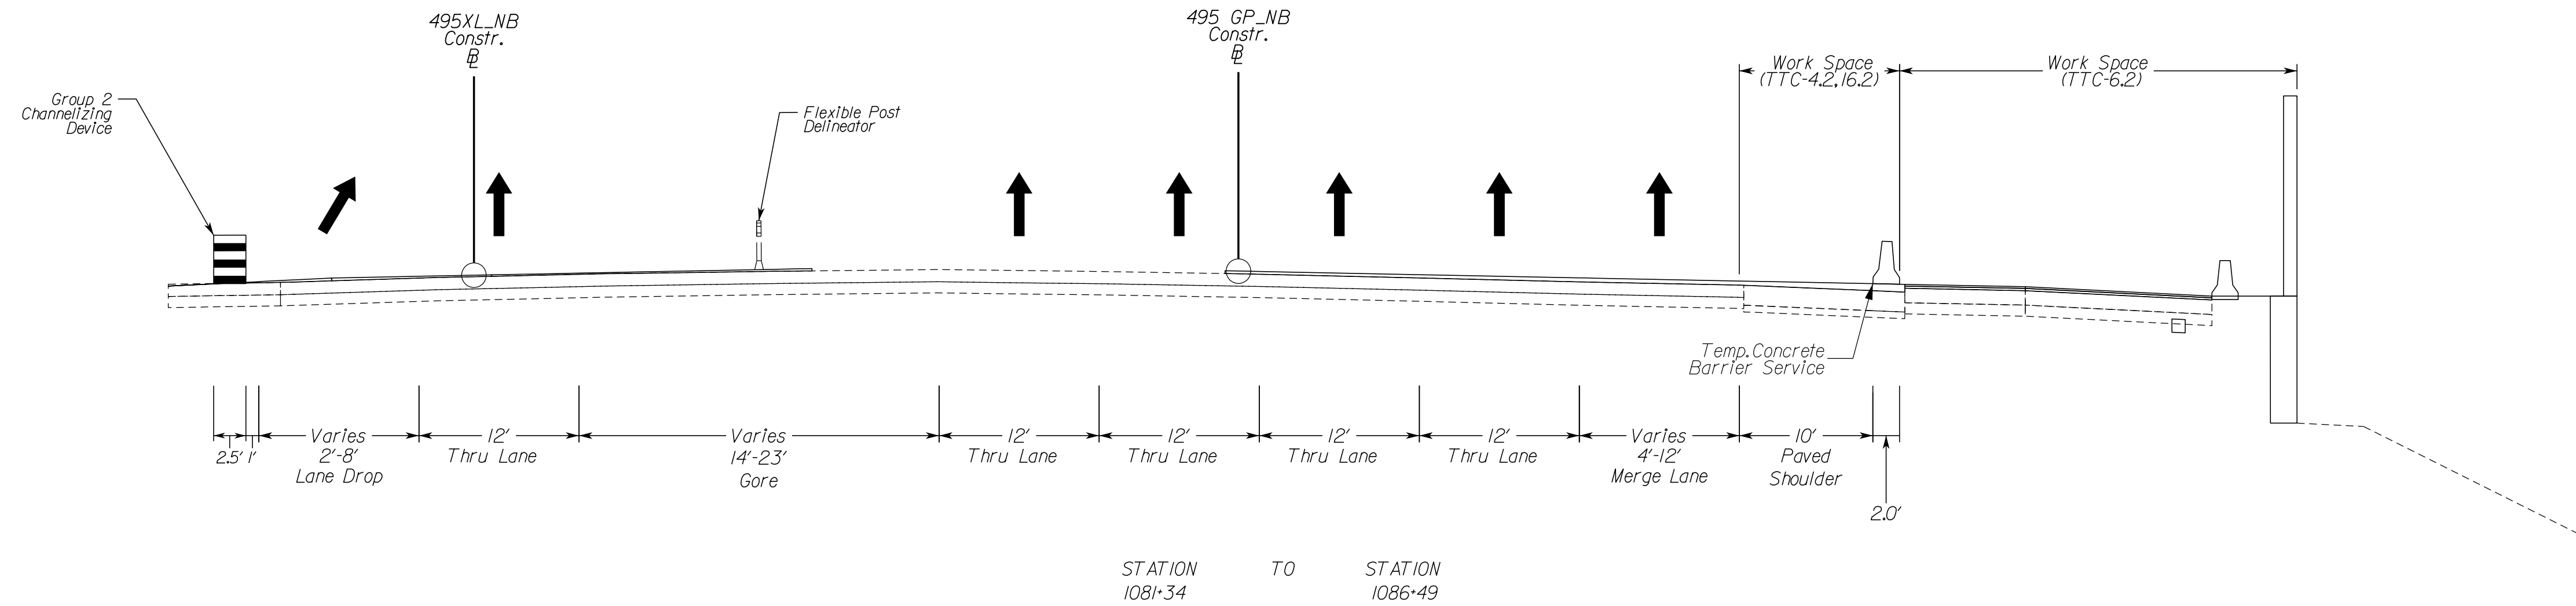 495XL_NB
Constr.
BL
495 GP_NB
Constr.
BL
Work Space
(TTC-4.2,16.2)
Work Space
(TTC-6.2)
Group 2
Channelizing
Device
Flexible Post
Delineator
Temp.Concrete
Barrier Service
2.5' 1'
Varies
2'-8'
Lane Drop
12'
Thru Lane
Varies
14'-23'
Gore
12'
Thru Lane
12'
Thru Lane
12'
Thru Lane
12'
Thru Lane
Varies
4'-12'
Merge Lane
10'
Paved
Shoulder
2.0'
STATION TO STATION
1081+34 1086+49